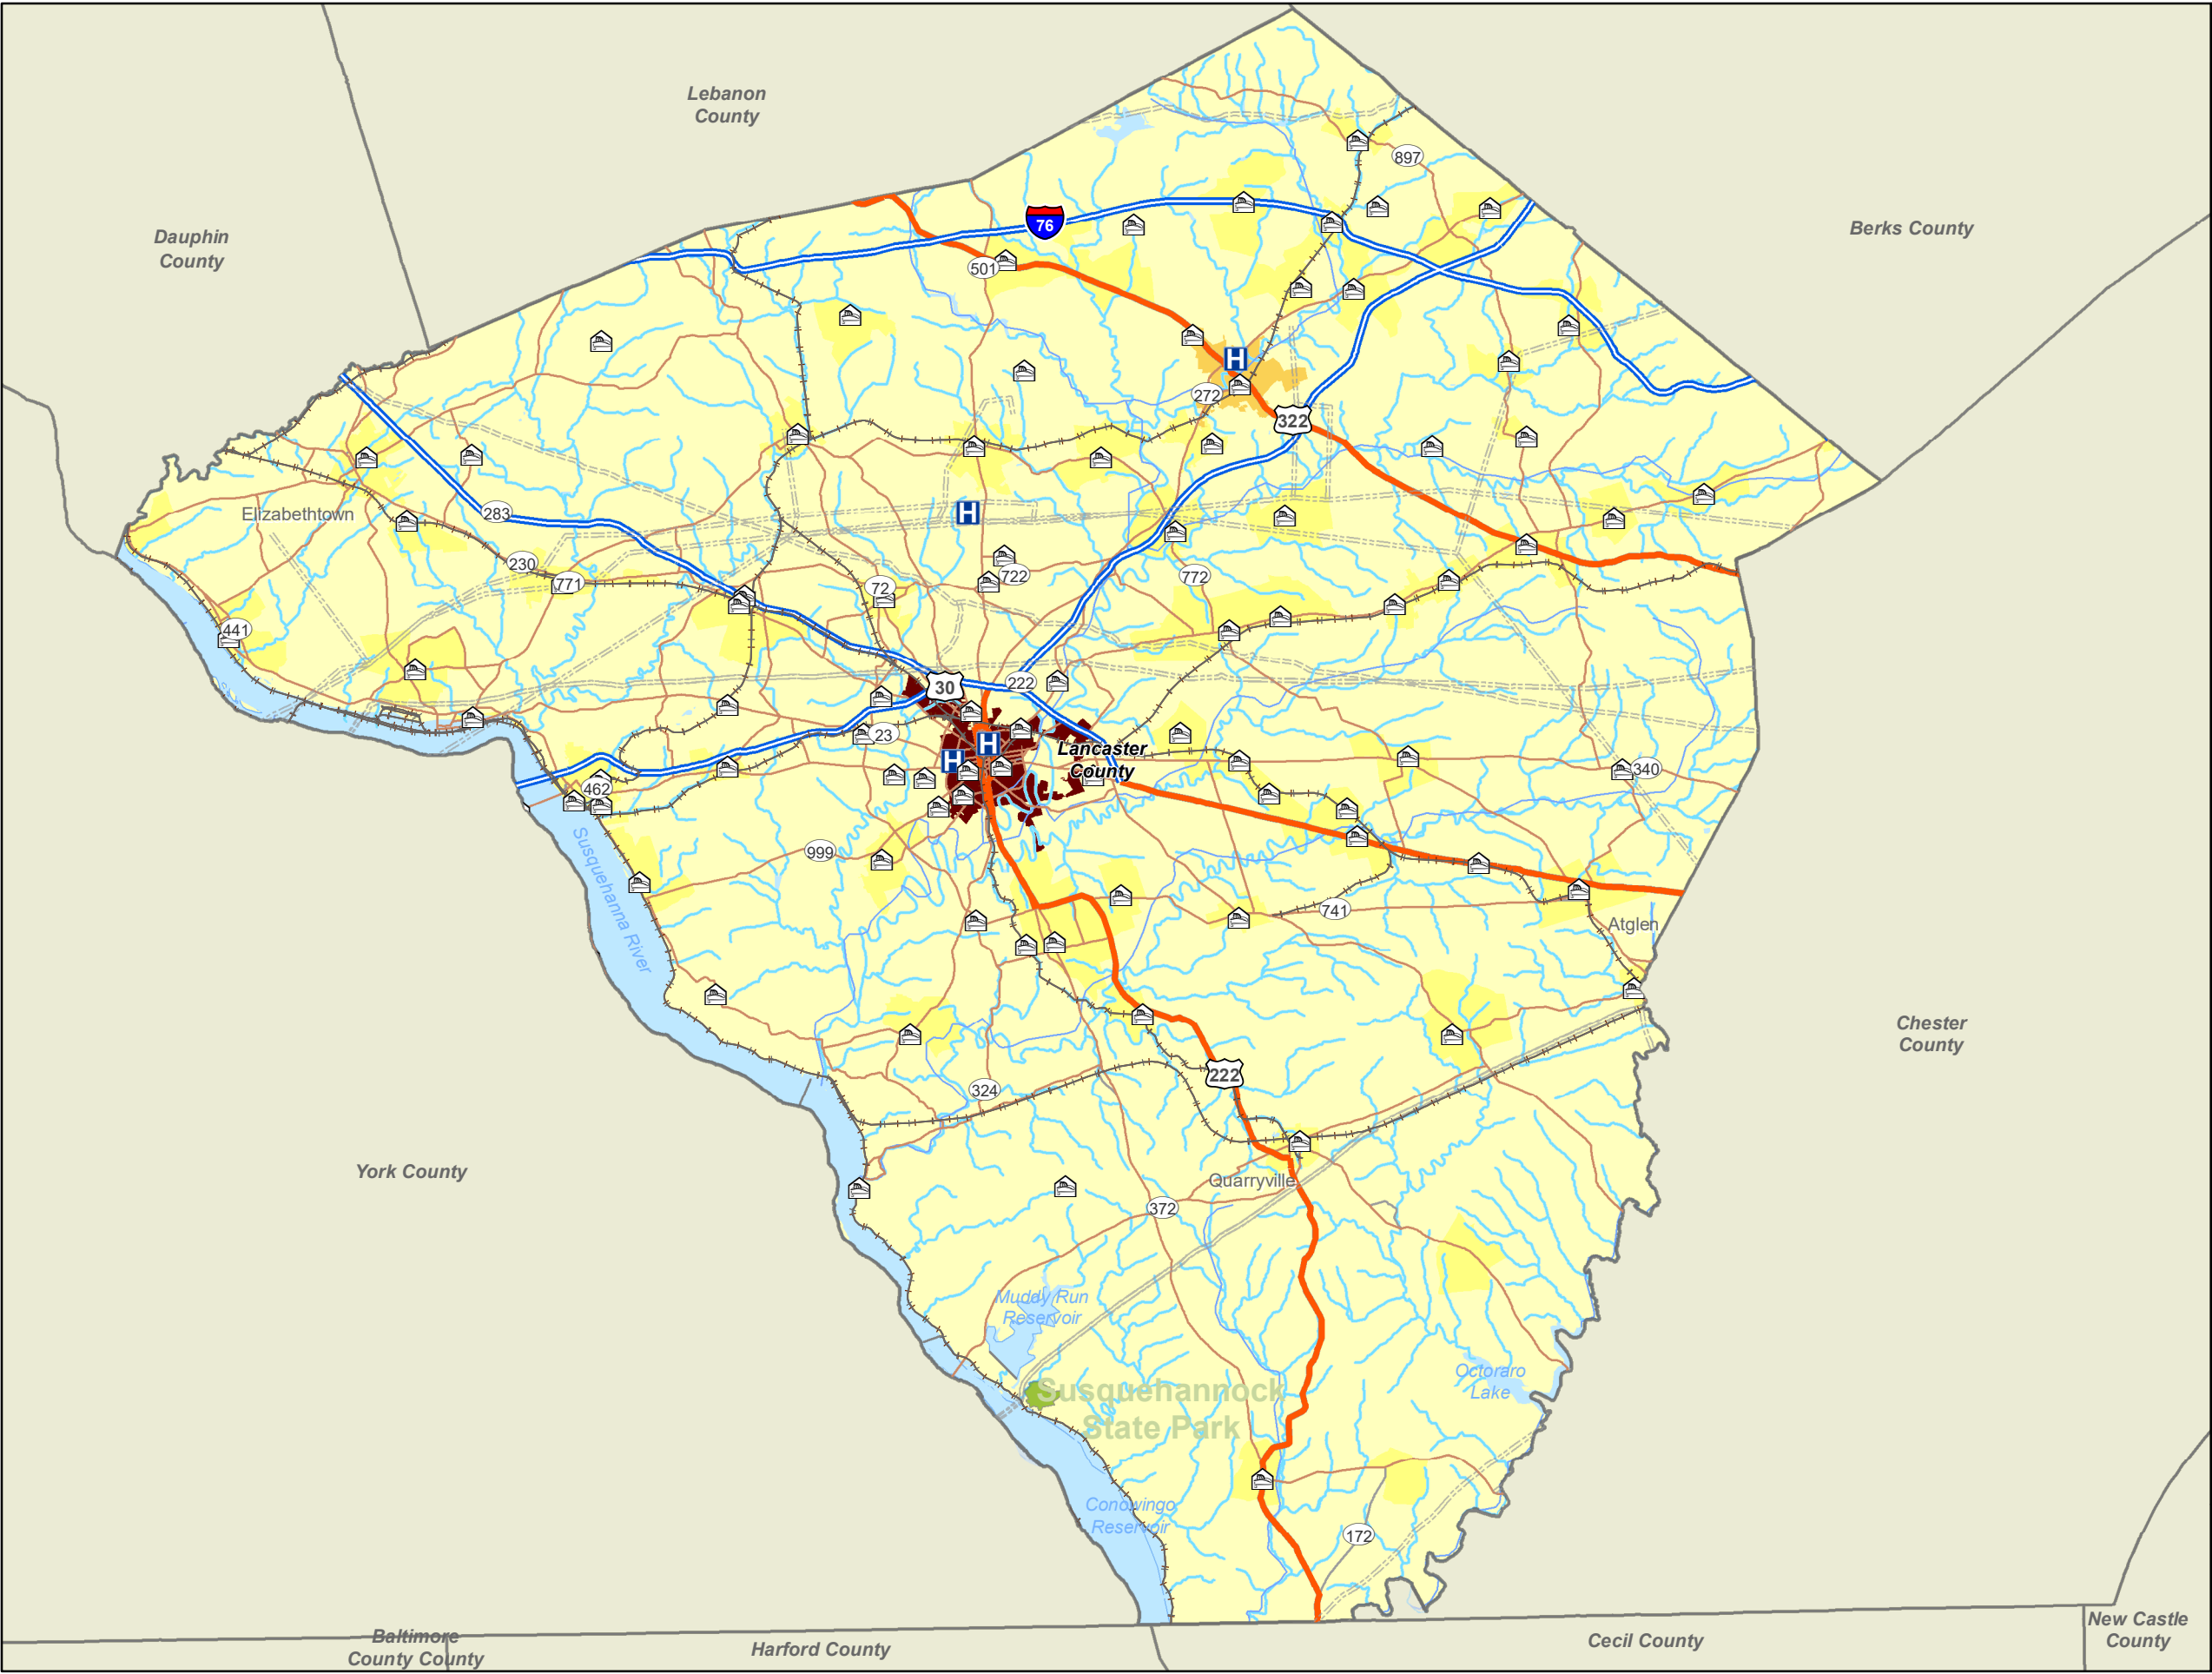 Lebanon
County
897
Dauphin
County
Berks County
76
501
272
322
Elizabethtown
283
H
H
230
771
722
72
772
441
30
222
23
H
H
Lancaster
County
340
462
999
Susquehanna River
741
Atglen
Chester
County
222
324
York County
Quarryville
372
Muddy Run
Reservoir
Octoraro
Lake
Susquehannock
State Park
Conowingo
Reservoir
172
Baltimore
County County
Harford County
Cecil County
New Castle
County